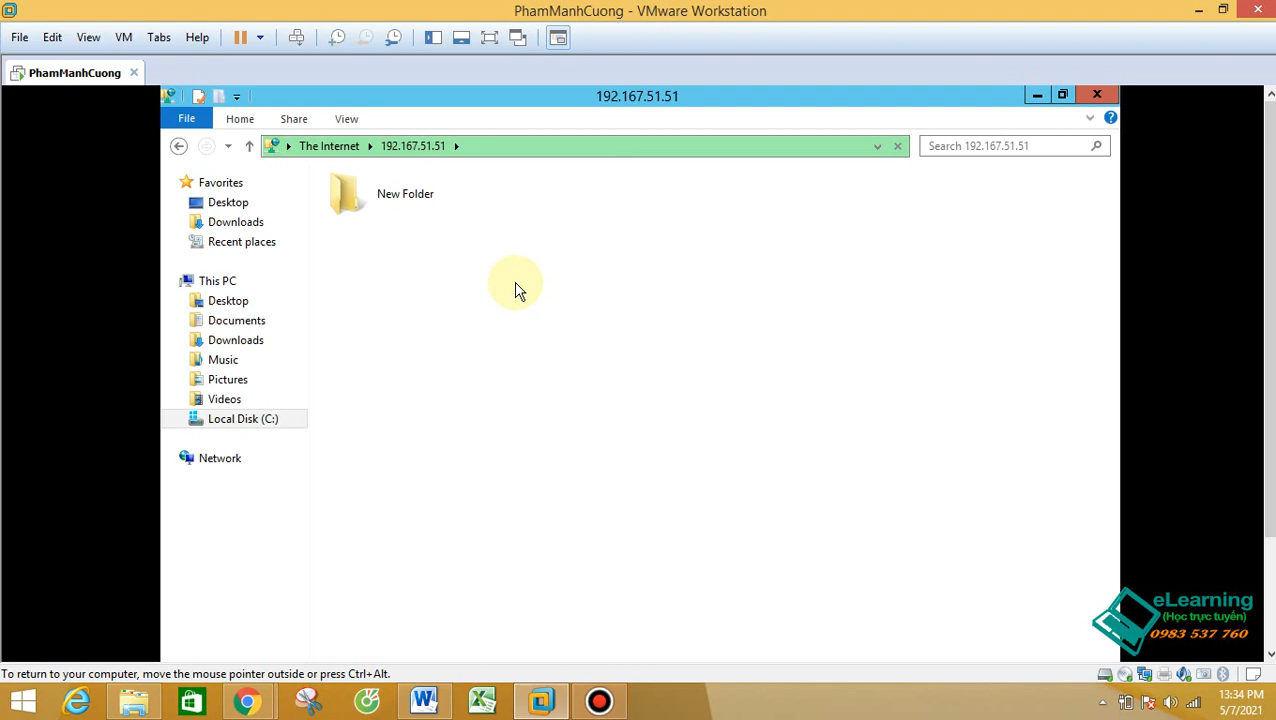 PhamManhCuong - VMware Workstation
File Edit View VM Tabs Help
PhamManhCuong
192.167.51.51
File Home Share View
The Internet 192.167.51.51 Search 192.167.51.51
Favorites
Desktop
Downloads
Recent places
This PC
Desktop
Documents
Downloads
Music
Pictures
Videos
Local Disk (C:)
Network
New Folder
eLearning
(Học trực tuyến)
0983 537 760
To return to your computer, move the mouse pointer outside or press Ctrl+Alt.
13:34 PM
5/7/2021